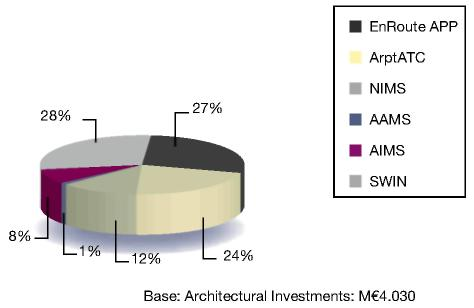 EnRoute APP
ArptATC
NIMS
AAMS
AIMS
SWIN
28%
27%
8%
1%
12%
24%
Base: Architectural Investments: M€4.030